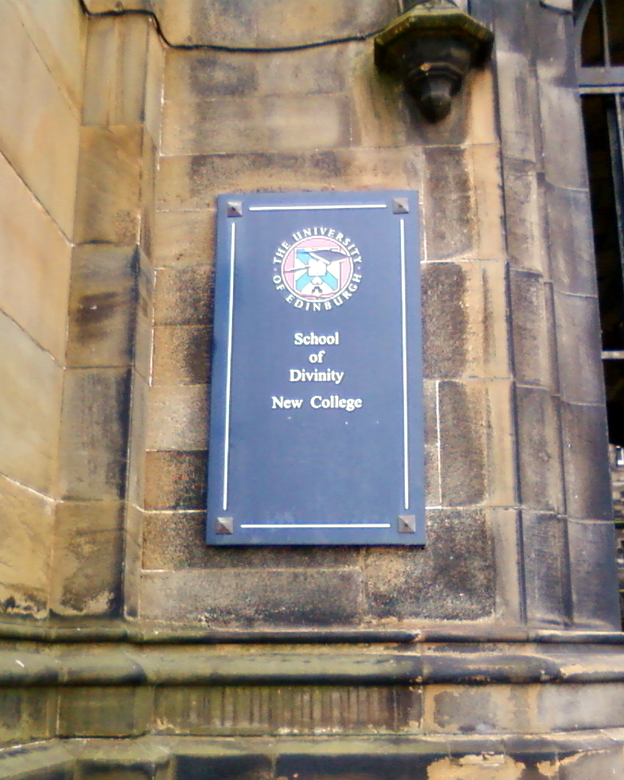 THE UNIVERSITY
OF EDINBURGH
School
of
Divinity
New College